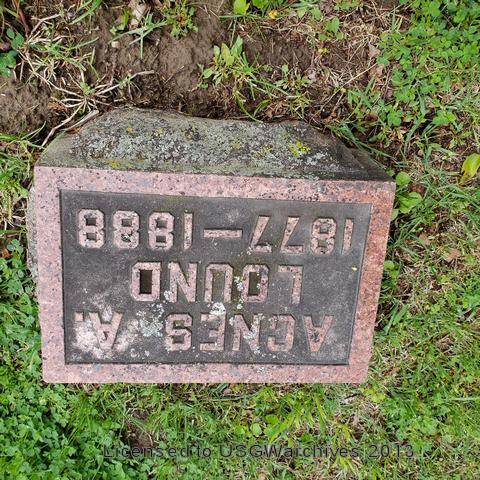 AGNES A.
LOUND
1877—1888
Licensed to USGWarchives 2013